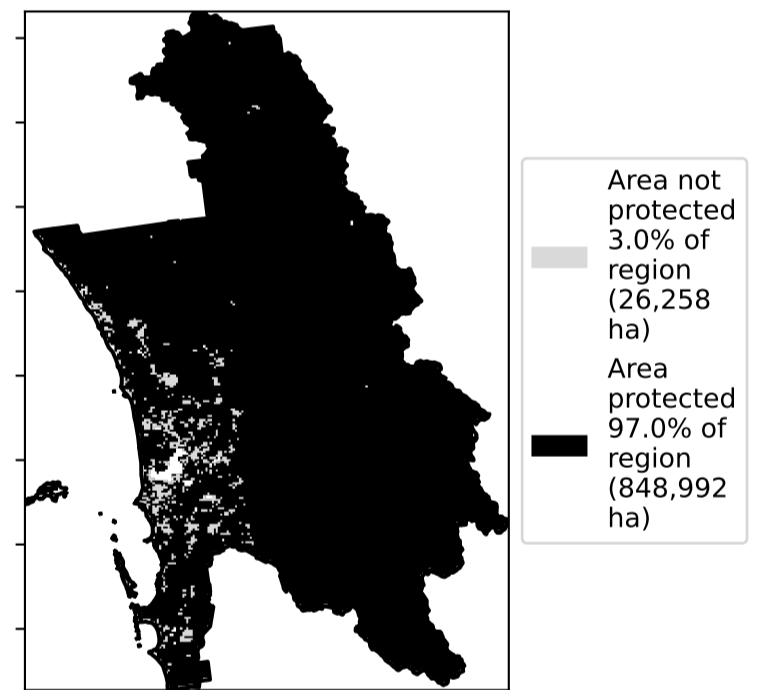 Area not
protected
3.0% of
region
(26,258
ha)
Area
protected
97.0% of
region
(848,992
ha)